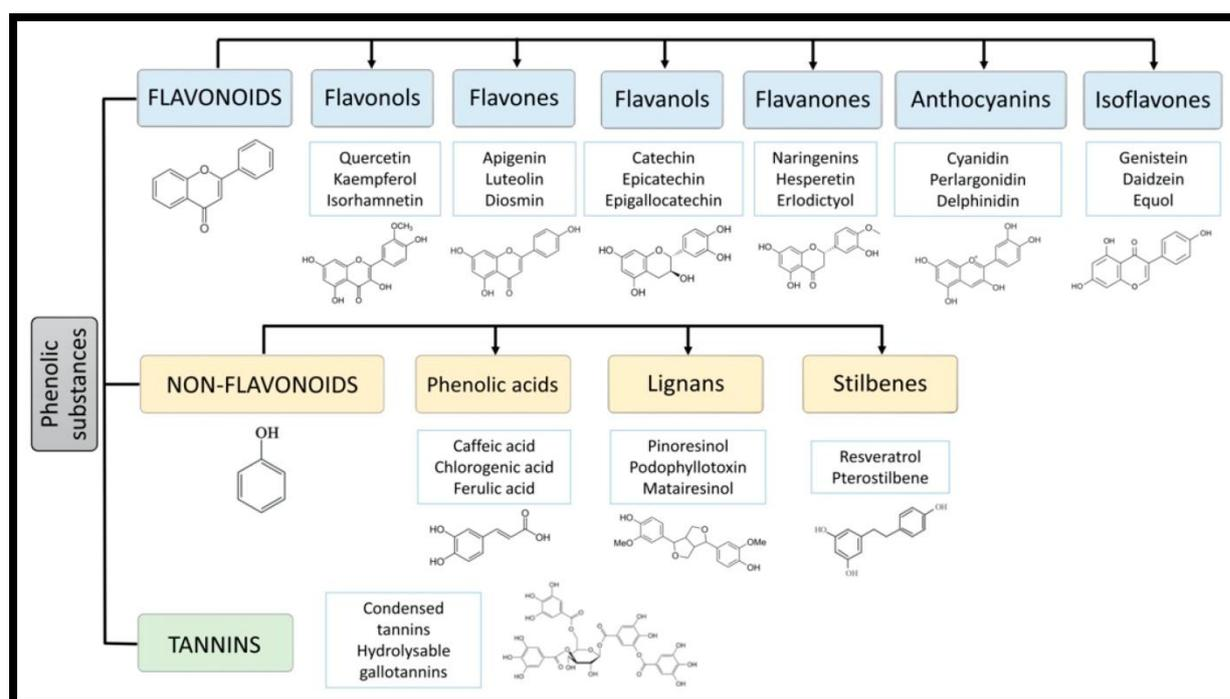 FLAVONOIDS
Flavonols
Flavones
Flavanols
Flavanones
Anthocyanins
Isoflavones
Quercetin
Kaempferol
Isorhamnetin
Apigenin
Luteolin
Diosmin
Catechin
Epicatechin
Epigallocatechin
Naringenins
Hesperetin
Erlodictyol
Cyanidin
Perlargonidin
Delphinidin
Genistein
Daidzein
Equol
Phenolic
substances
NON-FLAVONOIDS
Phenolic acids
Lignans
Stilbenes
Caffeic acid
Chlorogenic acid
Ferulic acid
Pinoresinol
Podophyllotoxin
Matairesinol
Resveratrol
Pterostilbene
TANNINS
Condensed
tannins
Hydrolysable
gallotannins